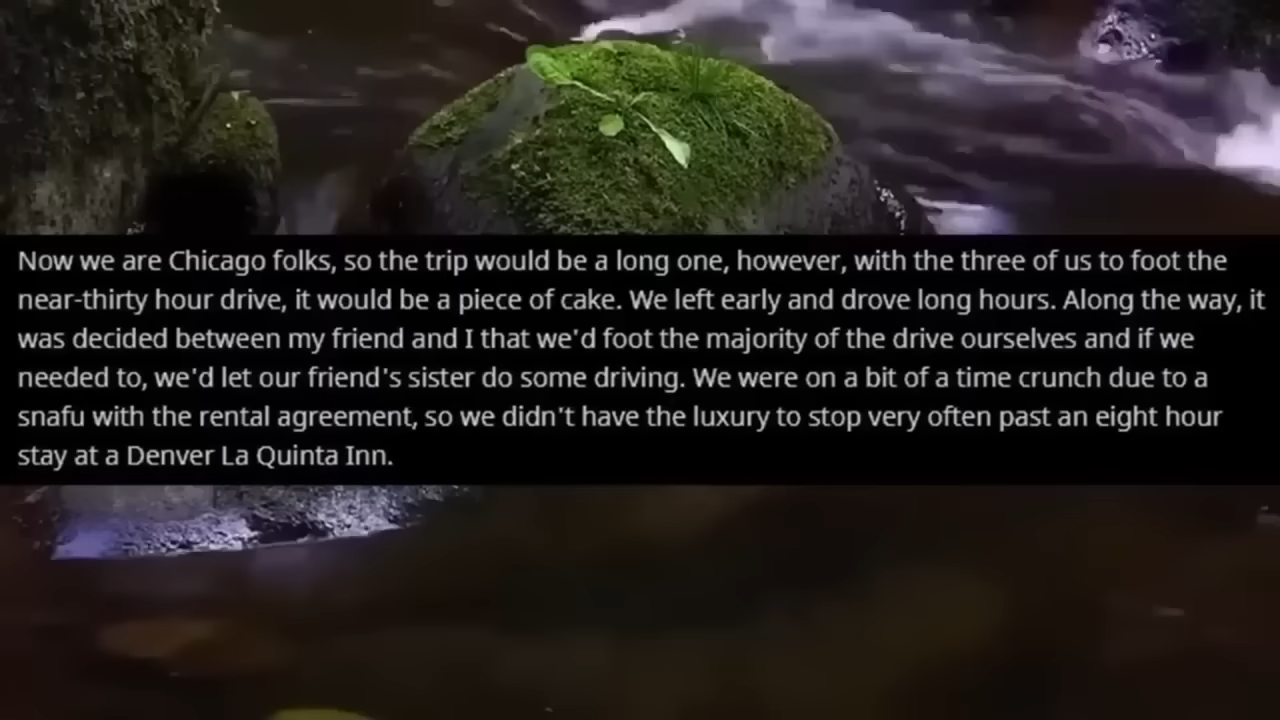 Now we are Chicago folks, so the trip would be a long one, however, with the three of us to foot the
near-thirty hour drive, it would be a piece of cake. We left early and drove long hours. Along the way, it
was decided between my friend and I that we'd foot the majority of the drive ourselves and if we
needed to, we'd let our friend's sister do some driving. We were on a bit of a time crunch due to a
snafu with the rental agreement, so we didn't have the luxury to stop very often past an eight hour
stay at a Denver La Quinta Inn.